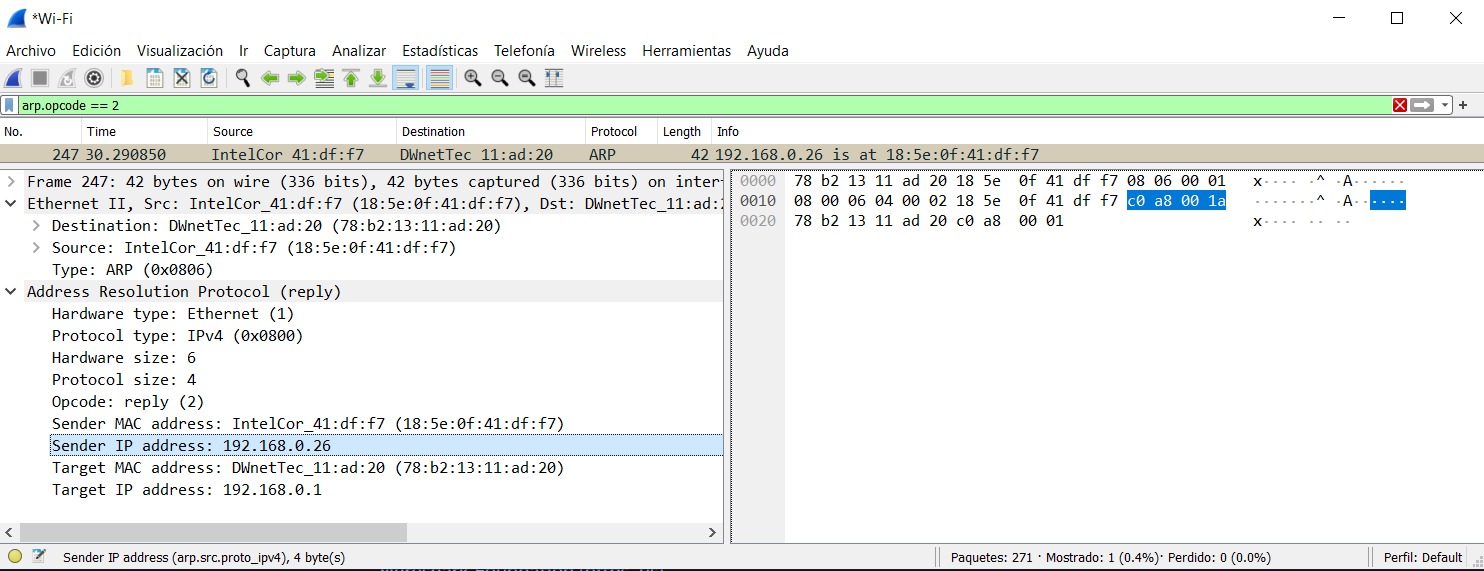 *Wi-Fi
Archivo Edición Visualización Ir Captura Analizar Estadísticas Telefonía Wireless Herramientas Ayuda
arp.opcode == 2
No. Time Source Destination Protocol Length Info
247 30.290850 IntelCor_41:df:f7 DWnetTec_11:ad:20 ARP 42 192.168.0.26 is at 18:5e:0f:41:df:f7
Frame 247: 42 bytes on wire (336 bits), 42 bytes captured (336 bits) on inter
Ethernet II, Src: IntelCor_41:df:f7 (18:5e:0f:41:df:f7), Dst: DWnetTec_11:ad:2
Destination: DWnetTec_11:ad:20 (78:b2:13:11:ad:20)
Source: IntelCor_41:df:f7 (18:5e:0f:41:df:f7)
Type: ARP (0x0806)
Address Resolution Protocol (reply)
Hardware type: Ethernet (1)
Protocol type: IPv4 (0x0800)
Hardware size: 6
Protocol size: 4
Opcode: reply (2)
Sender MAC address: IntelCor_41:df:f7 (18:5e:0f:41:df:f7)
Sender IP address: 192.168.0.26
Target MAC address: DWnetTec_11:ad:20 (78:b2:13:11:ad:20)
Target IP address: 192.168.0.1
0000 78 b2 13 11 ad 20 18 5e 0f 41 df f7 08 06 00 01 x·····^·A······
0010 08 00 06 04 00 02 18 5e 0f 41 df f7 c0 a8 00 1a ·······^·A······
0020 78 b2 13 11 ad 20 c0 a8 00 01 x···· ·· ··
Sender IP address (arp.src.proto_ipv4), 4 byte(s)
Paquetes: 271 · Mostrado: 1 (0.4%)· Perdido: 0 (0.0%)
Perfil: Default